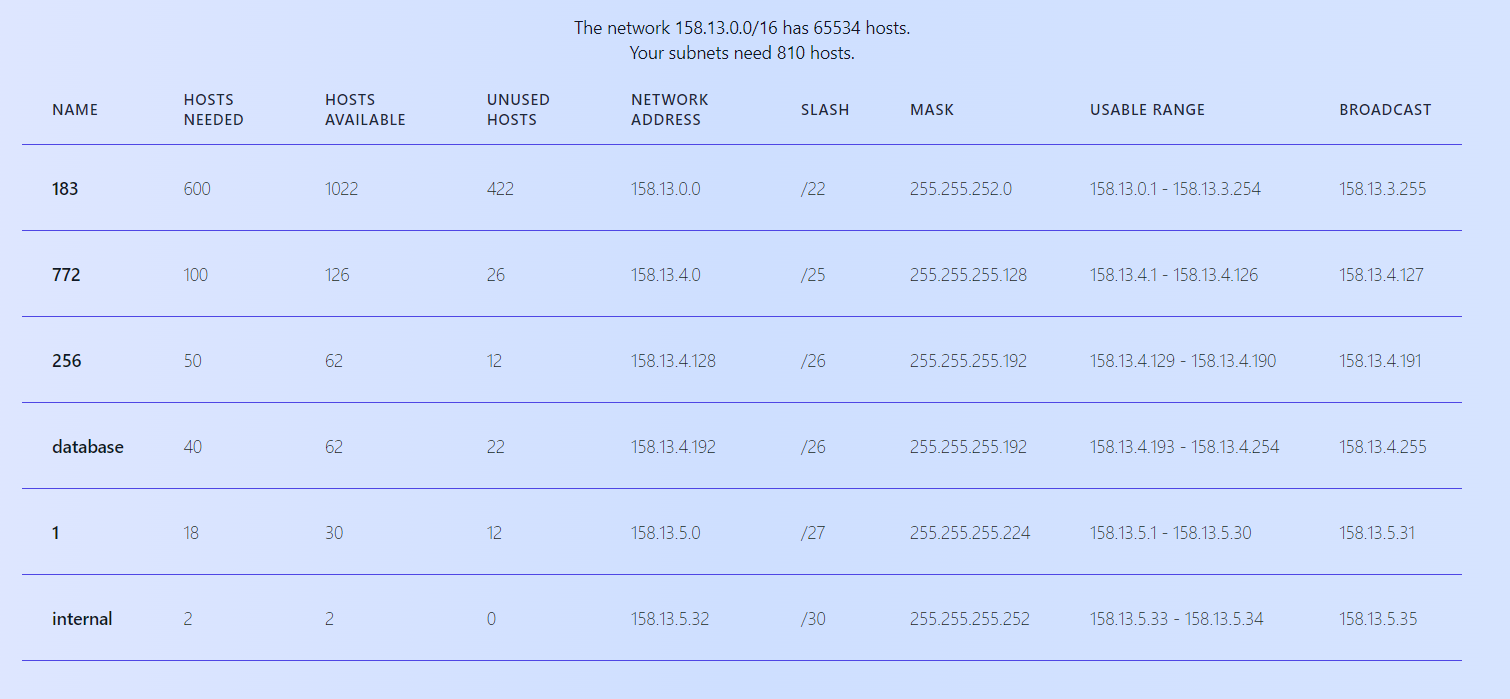 The network 158.13.0.0/16 has 65534 hosts.
Your subnets need 810 hosts.
NAME HOSTS NEEDED HOSTS AVAILABLE UNUSED HOSTS NETWORK ADDRESS SLASH MASK USABLE RANGE BROADCAST
183 600 1022 422 158.13.0.0 /22 255.255.252.0 158.13.0.1 - 158.13.3.254 158.13.3.255
772 100 126 26 158.13.4.0 /25 255.255.255.128 158.13.4.1 - 158.13.4.126 158.13.4.127
256 50 62 12 158.13.4.128 /26 255.255.255.192 158.13.4.129 - 158.13.4.190 158.13.4.191
database 40 62 22 158.13.4.192 /26 255.255.255.192 158.13.4.193 - 158.13.4.254 158.13.4.255
1 18 30 12 158.13.5.0 /27 255.255.255.224 158.13.5.1 - 158.13.5.30 158.13.5.31
internal 2 2 0 158.13.5.32 /30 255.255.255.252 158.13.5.33 - 158.13.5.34 158.13.5.35